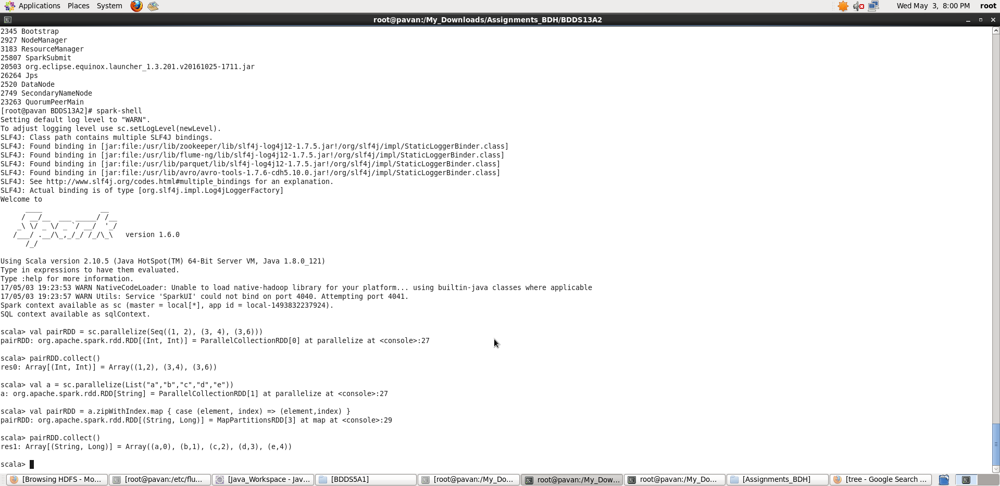 Applications Places System Wed May 3, 8:00 PM root
root@pavan:/My_Downloads/Assignments_BDH/BDDS13A2
2345 Bootstrap
2927 NodeManager
3183 ResourceManager
25807 SparkSubmit
20503 org.eclipse.equinox.launcher_1.3.201.v20161025-1711.jar
26264 Jps
2520 DataNode
2749 SecondaryNameNode
23263 QuorumPeerMain
[root@pavan BDDS13A2]# spark-shell
Setting default log level to "WARN".
To adjust logging level use sc.setLogLevel(newLevel).
SLF4J: Class path contains multiple SLF4J bindings.
SLF4J: Found binding in [jar:file:/usr/lib/zookeeper/lib/slf4j-log4j12-1.7.5.jar!/org/slf4j/impl/StaticLoggerBinder.class]
SLF4J: Found binding in [jar:file:/usr/lib/flume-ng/lib/slf4j-log4j12-1.7.5.jar!/org/slf4j/impl/StaticLoggerBinder.class]
SLF4J: Found binding in [jar:file:/usr/lib/parquet/lib/slf4j-log4j12-1.7.5.jar!/org/slf4j/impl/StaticLoggerBinder.class]
SLF4J: Found binding in [jar:file:/usr/lib/avro/avro-tools-1.7.6-cdh5.10.0.jar!/org/slf4j/impl/StaticLoggerBinder.class]
SLF4J: See http://www.slf4j.org/codes.html#multiple_bindings for an explanation.
SLF4J: Actual binding is of type [org.slf4j.impl.Log4jLoggerFactory]
Welcome to
      ____              __
     / __/__  ___ _____/ /__
    _\ \/ _ \/ _ `/ __/  '_/
   /___/ .__/\_,_/_/ /_/\_\   version 1.6.0
      /_/
Using Scala version 2.10.5 (Java HotSpot(TM) 64-Bit Server VM, Java 1.8.0_121)
Type in expressions to have them evaluated.
Type :help for more information.
17/05/03 19:23:53 WARN NativeCodeLoader: Unable to load native-hadoop library for your platform... using builtin-java classes where applicable
17/05/03 19:23:57 WARN Utils: Service 'SparkUI' could not bind on port 4040. Attempting port 4041.
Spark context available as sc (master = local[*], app id = local-1493832237924).
SQL context available as sqlContext.
scala> val pairRDD = sc.parallelize(Seq((1, 2), (3, 4), (3,6)))
pairRDD: org.apache.spark.rdd.RDD[(Int, Int)] = ParallelCollectionRDD[0] at parallelize at <console>:27
scala> pairRDD.collect()
res0: Array[(Int, Int)] = Array((1,2), (3,4), (3,6))
scala> val a = sc.parallelize(List("a","b","c","d","e"))
a: org.apache.spark.rdd.RDD[String] = ParallelCollectionRDD[1] at parallelize at <console>:27
scala> val pairRDD = a.zipWithIndex.map { case (element, index) => (element,index) }
pairRDD: org.apache.spark.rdd.RDD[(String, Long)] = MapPartitionsRDD[3] at map at <console>:29
scala> pairRDD.collect()
res1: Array[(String, Long)] = Array((a,0), (b,1), (c,2), (d,3), (e,4))
scala>
[Browsing HDFS - Mo... [root@pavan:/etc/flu... [Java_Workspace - Jav... [BDDS5A1] [root@pavan:/My_Do... root@pavan:/My_Dow... root@pavan:/My_Do... [Assignments_BDH] [tree - Google Search ...